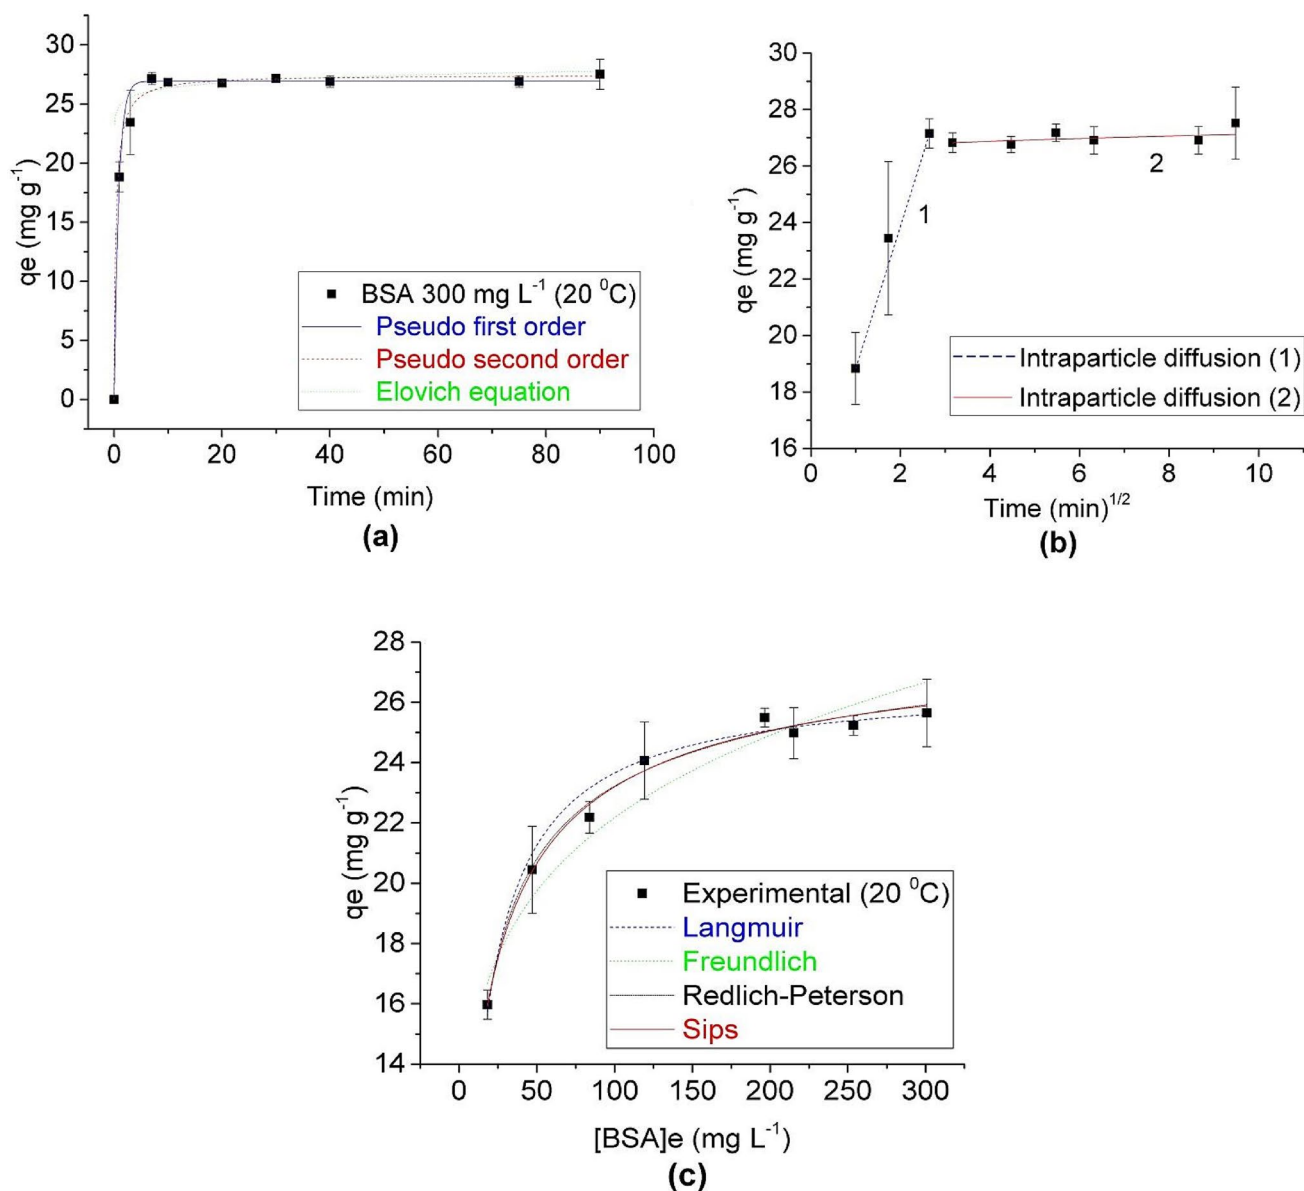 30
25
20
15
10
5
0
qe (mg g⁻¹)
BSA 300 mg L⁻¹ (20 ⁰C)
Pseudo first order
Pseudo second order
Elovich equation
0 20 40 60 80 100
Time (min)
(a)
30
28
26
24
22
20
18
16
qe (mg g⁻¹)
1
2
Intraparticle diffusion (1)
Intraparticle diffusion (2)
0 2 4 6 8 10
Time (min)¹/²
(b)
28
26
24
22
20
18
16
14
qe (mg g⁻¹)
Experimental (20 ⁰C)
Langmuir
Freundlich
Redlich-Peterson
Sips
0 50 100 150 200 250 300
[BSA]e (mg L⁻¹)
(c)